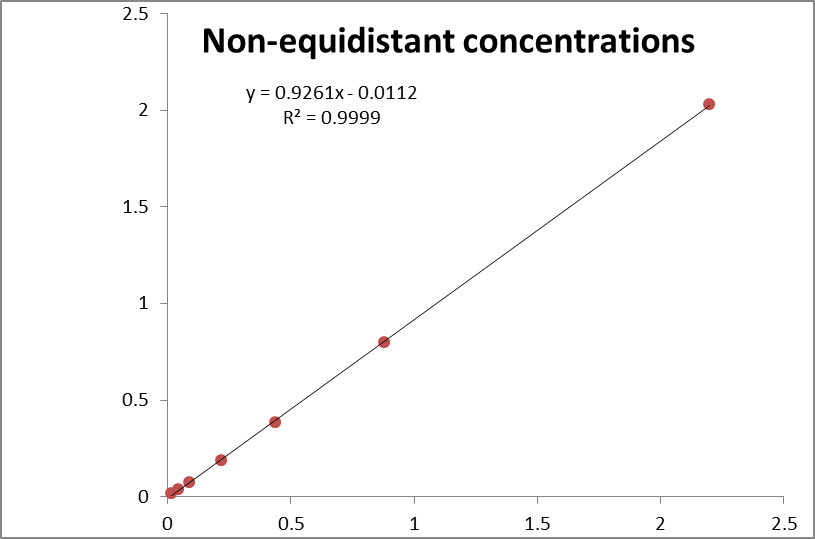 Non-equidistant concentrations
y = 0.9261x - 0.0112
R² = 0.9999
2.5
2
1.5
1
0.5
0
0 0.5 1 1.5 2 2.5